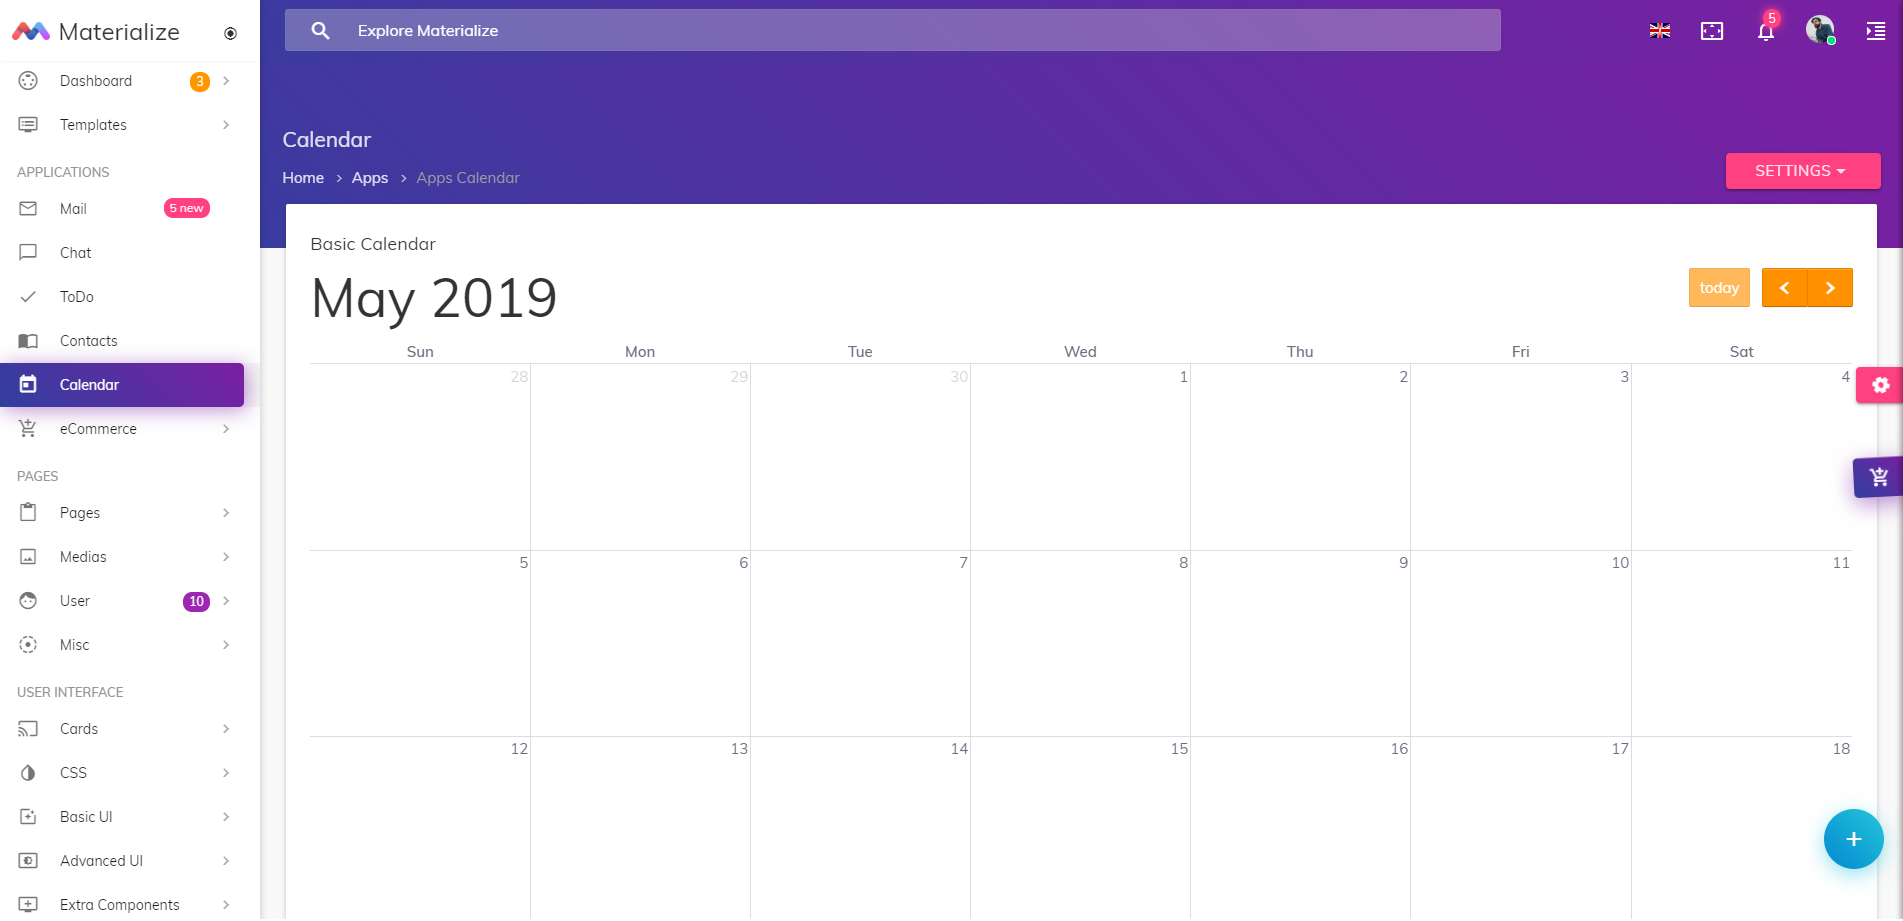 Materialize
Explore Materialize
5
Dashboard 3
Templates
APPLICATIONS
Mail 5 new
Chat
ToDo
Contacts
Calendar
eCommerce
PAGES
Pages
Medias
User 10
Misc
USER INTERFACE
Cards
CSS
Basic UI
Advanced UI
Extra Components
Calendar
Home > Apps > Apps Calendar
SETTINGS
Basic Calendar
May 2019
today
Sun Mon Tue Wed Thu Fri Sat
28 29 30 1 2 3 4
5 6 7 8 9 10 11
12 13 14 15 16 17 18
+